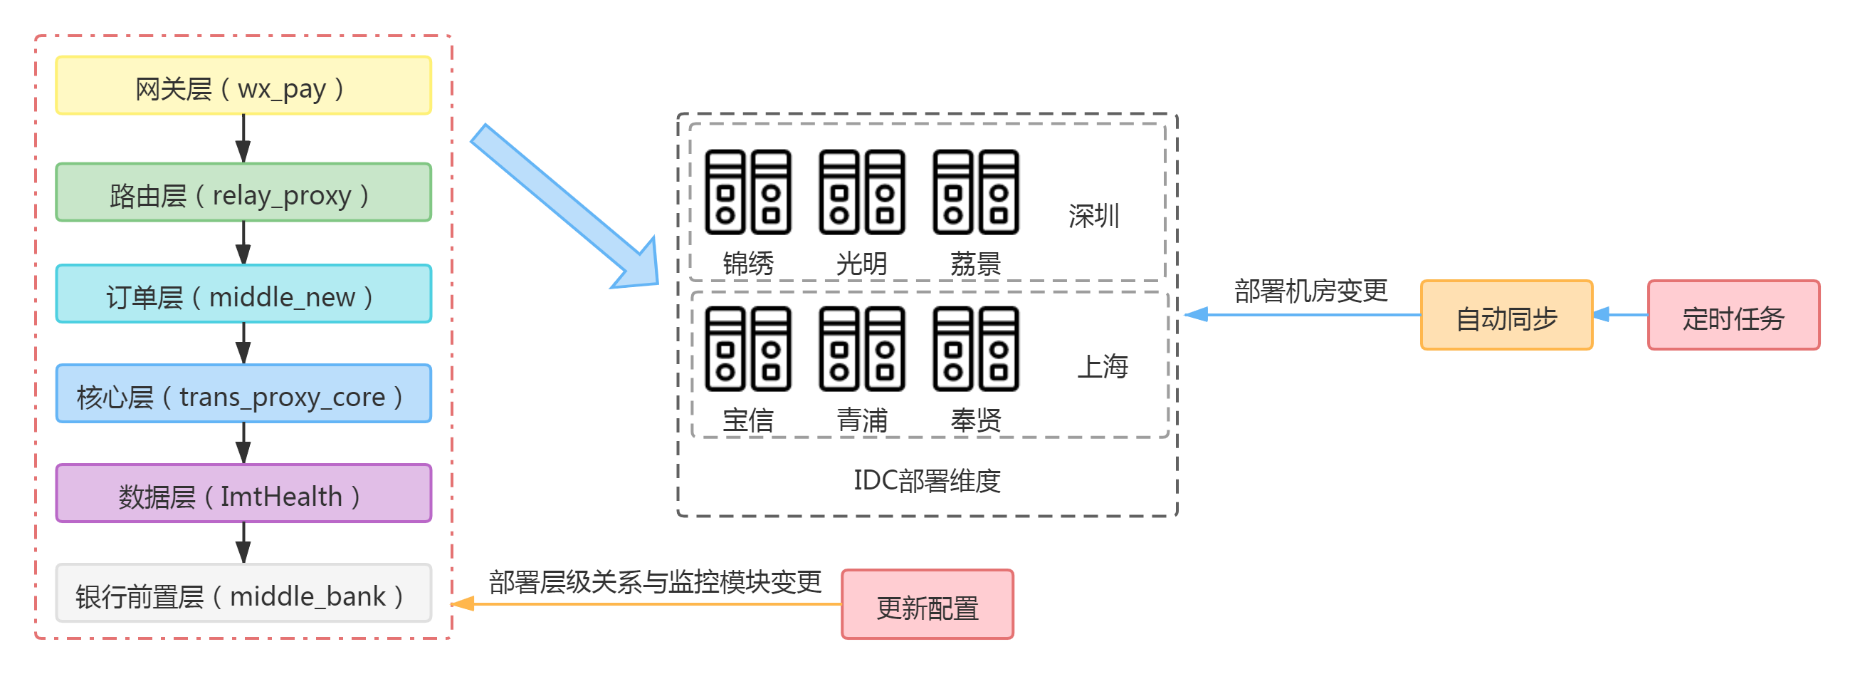 网关层（wx_pay）
路由层（relay_proxy）
订单层（middle_new）
核心层（trans_proxy_core）
数据层（ImtHealth）
银行前置层（middle_bank）
锦绣
光明
荔景
深圳
宝信
青浦
奉贤
上海
IDC部署维度
部署机房变更
自动同步
定时任务
部署层级关系与监控模块变更
更新配置